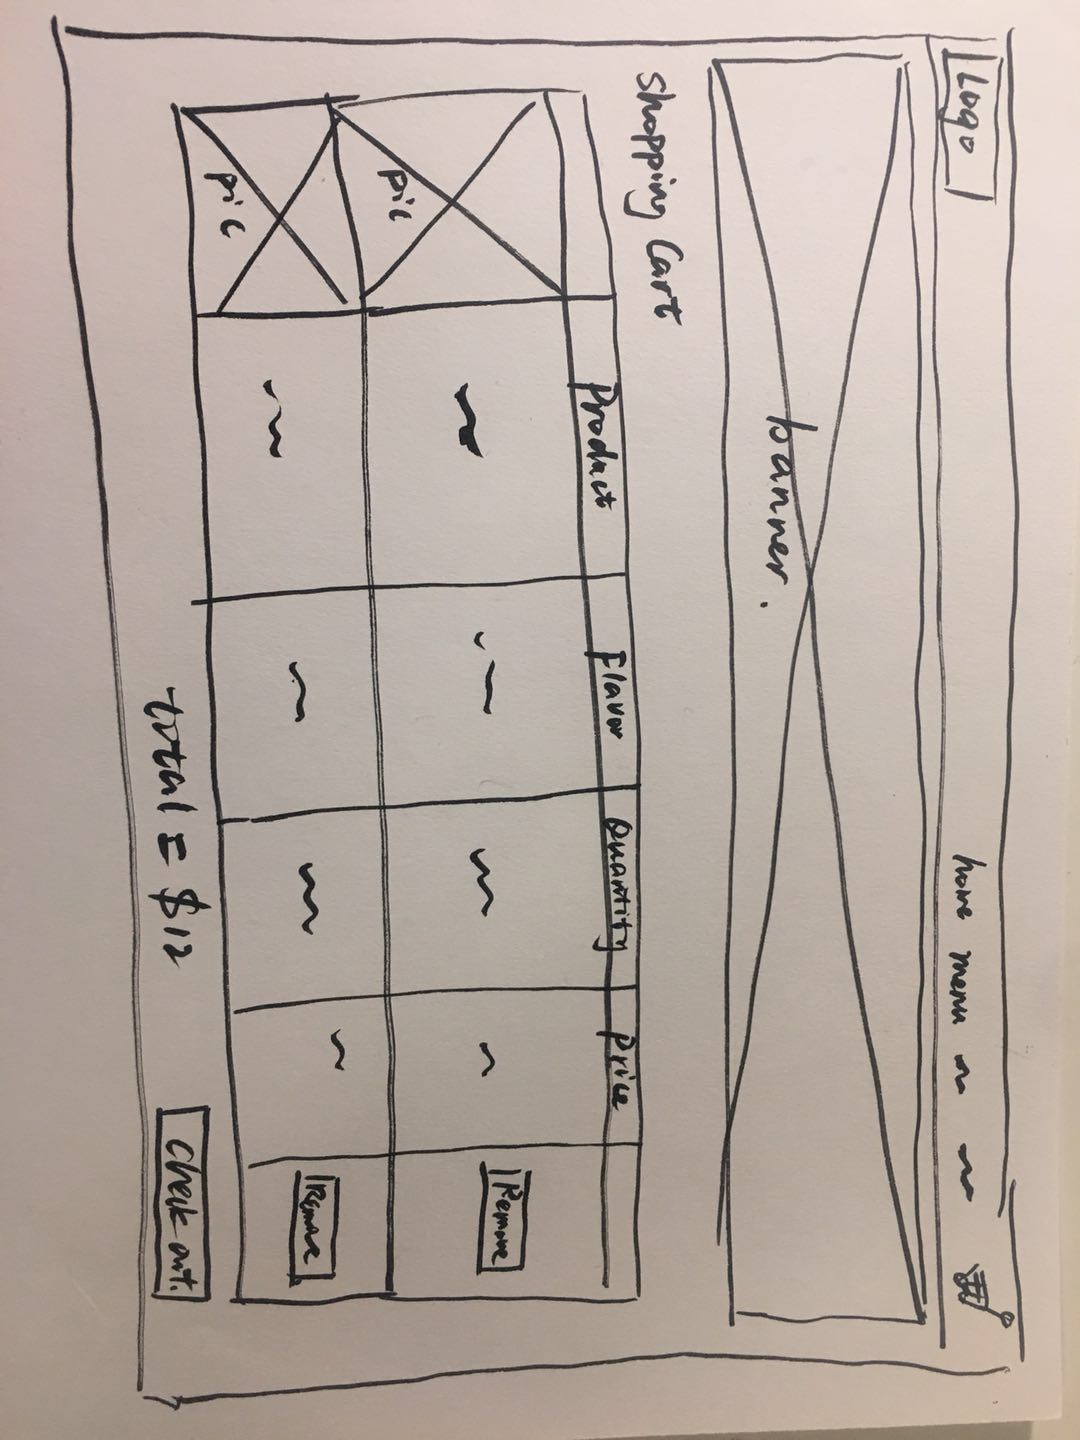 Logo
home menu
banner.
Shopping Cart
Product Flavor Quantity Price
pic Remove
pic Remove
total = $12
Check out.